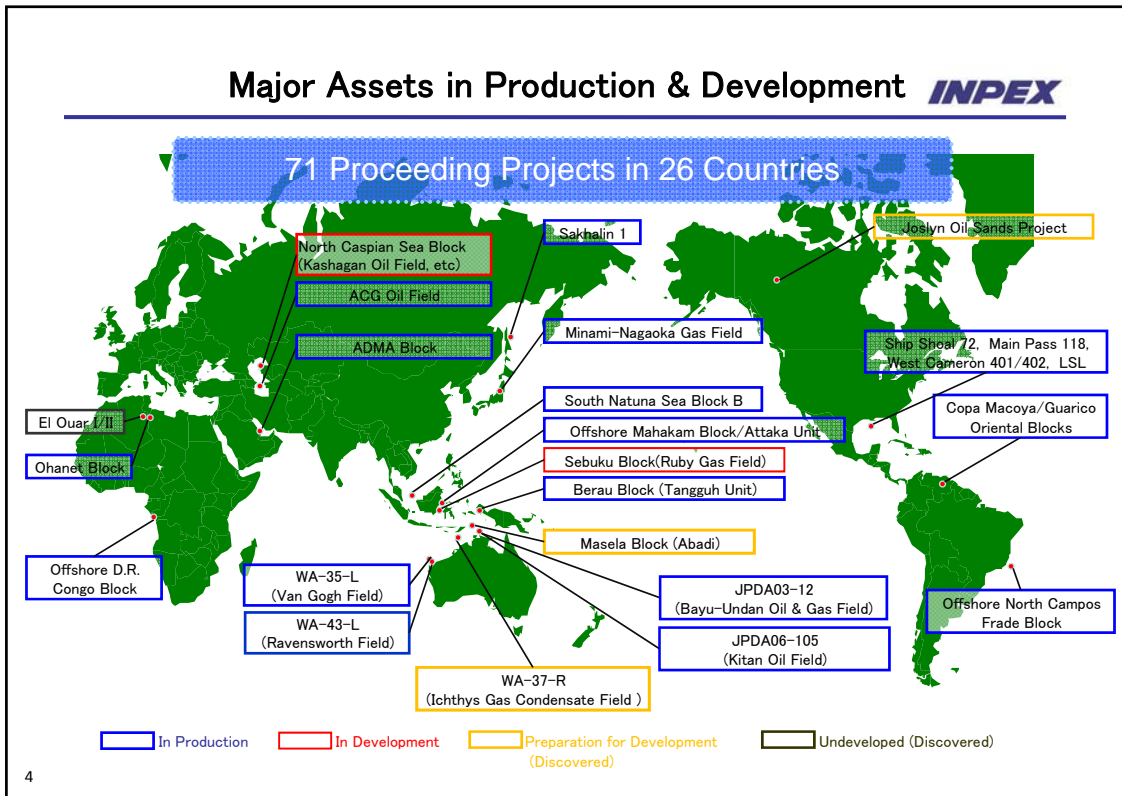 Major Assets in Production & Development
INPEX
71 Proceeding Projects in 26 Countries
North Caspian Sea Block
(Kashagan Oil Field, etc)
ACG Oil Field
ADMA Block
Sakhalin 1
Minami-Nagaoka Gas Field
Joslyn Oil Sands Project
Ship Shoal 72, Main Pass 118,
West Cameron 401/402, LSL
Copa Macoya/Guarico
Oriental Blocks
El Ouar I/II
Ohanet Block
South Natuna Sea Block B
Offshore Mahakam Block/Attaka Unit
Sebuku Block(Ruby Gas Field)
Berau Block (Tangguh Unit)
Masela Block (Abadi)
Offshore D.R.
Congo Block
WA-35-L
(Van Gogh Field)
WA-43-L
(Ravensworth Field)
WA-37-R
(Ichthys Gas Condensate Field )
JPDA03-12
(Bayu-Undan Oil & Gas Field)
JPDA06-105
(Kitan Oil Field)
Offshore North Campos
Frade Block
In Production
In Development
Preparation for Development
(Discovered)
Undeveloped (Discovered)
4